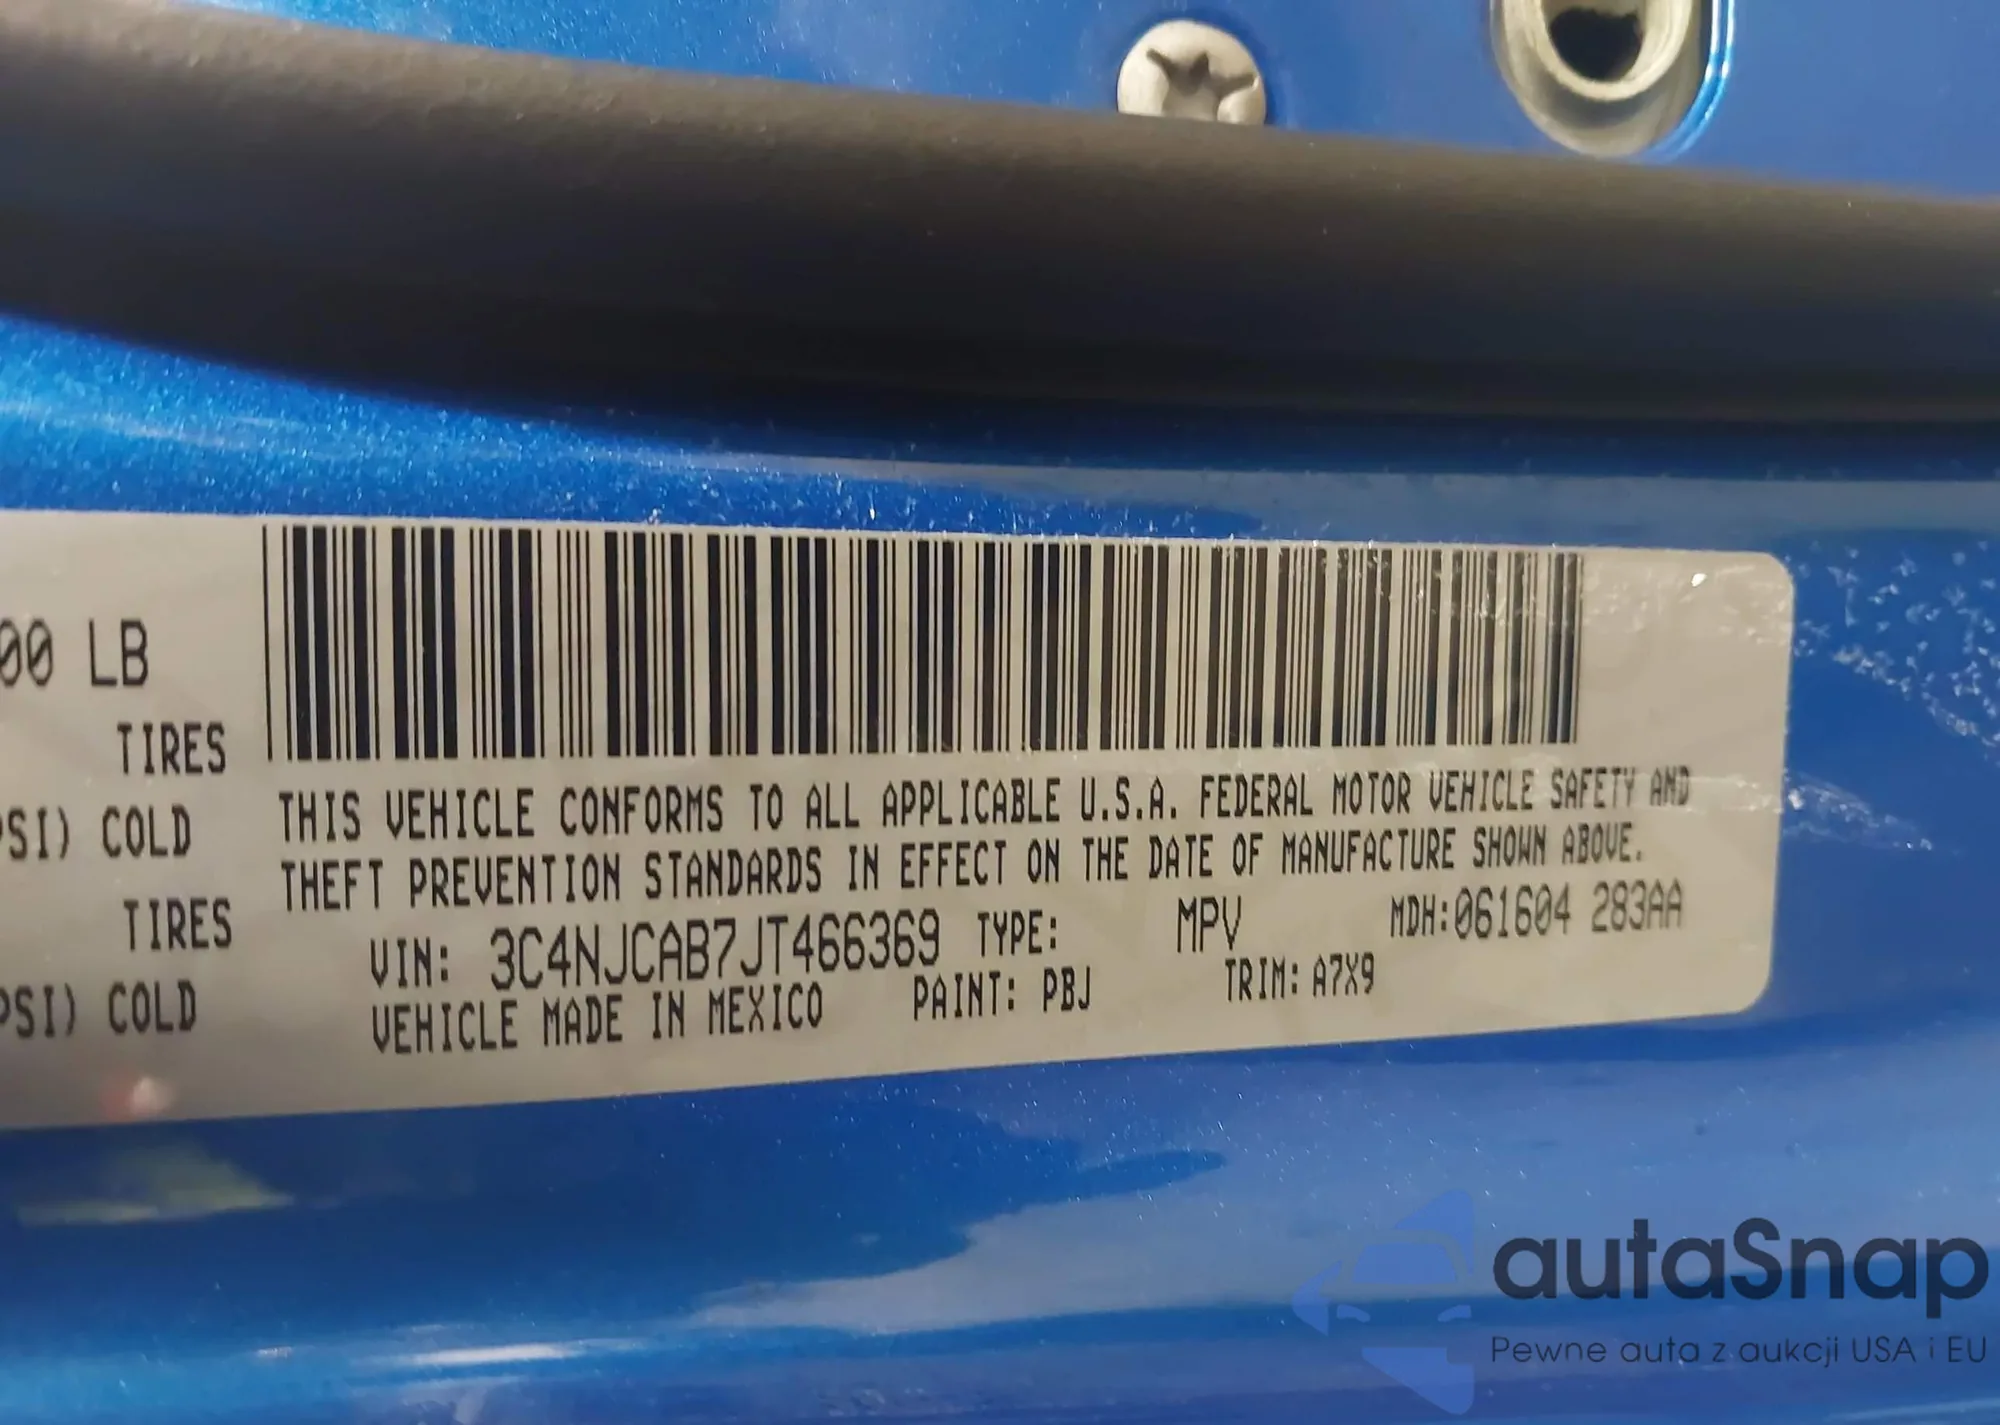 00 LB
TIRES
PSI) COLD
TIRES
PSI) COLD
THIS VEHICLE CONFORMS TO ALL APPLICABLE U.S.A. FEDERAL MOTOR VEHICLE SAFETY AND
THEFT PREVENTION STANDARDS IN EFFECT ON THE DATE OF MANUFACTURE SHOWN ABOVE.
VIN: 3C4NJCAB7JT466369 TYPE: MPV MDH:061604 283AA
VEHICLE MADE IN MEXICO PAINT: PBJ TRIM: A7X9
autaSnap
Pewne auta z aukcji USA i EU